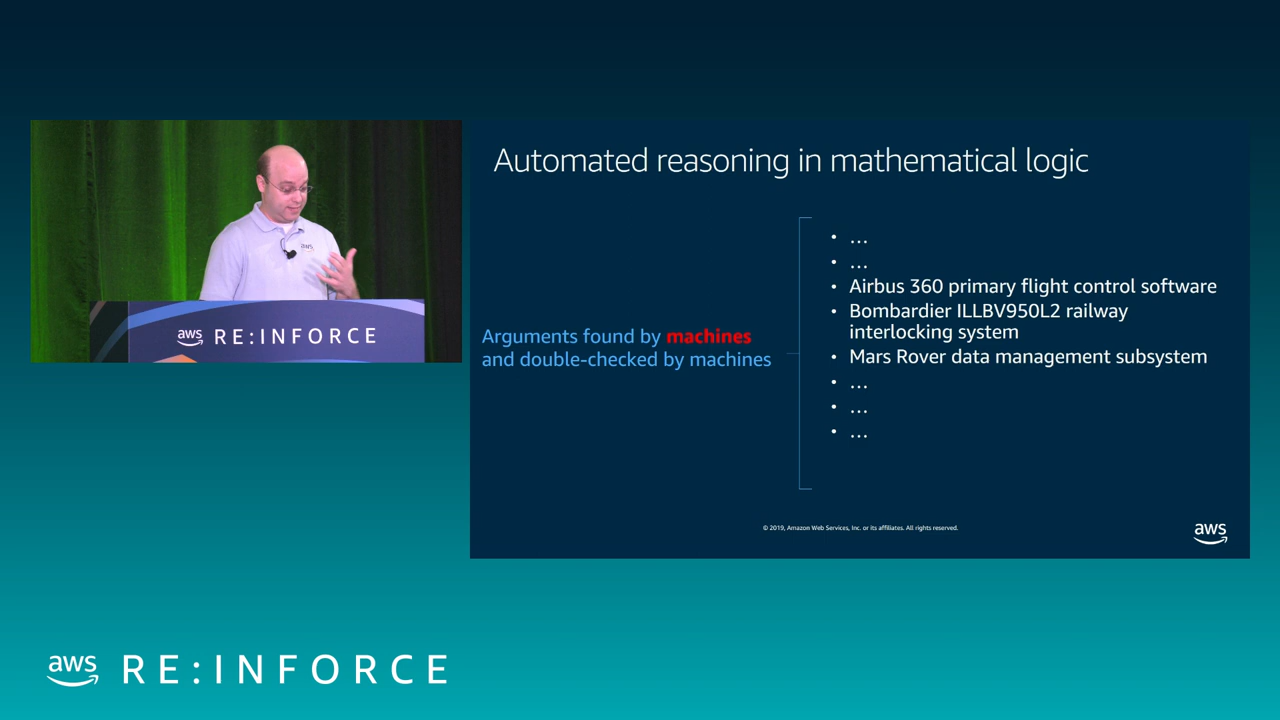 Automated reasoning in mathematical logic
Arguments found by machines
and double-checked by machines
• …
• …
• Airbus 360 primary flight control software
• Bombardier ILLBV950L2 railway
interlocking system
• Mars Rover data management subsystem
• …
• …
• …
© 2019, Amazon Web Services, Inc. or its affiliates. All rights reserved.
aws
aws
aws RE:INFORCE
aws RE:INFORCE